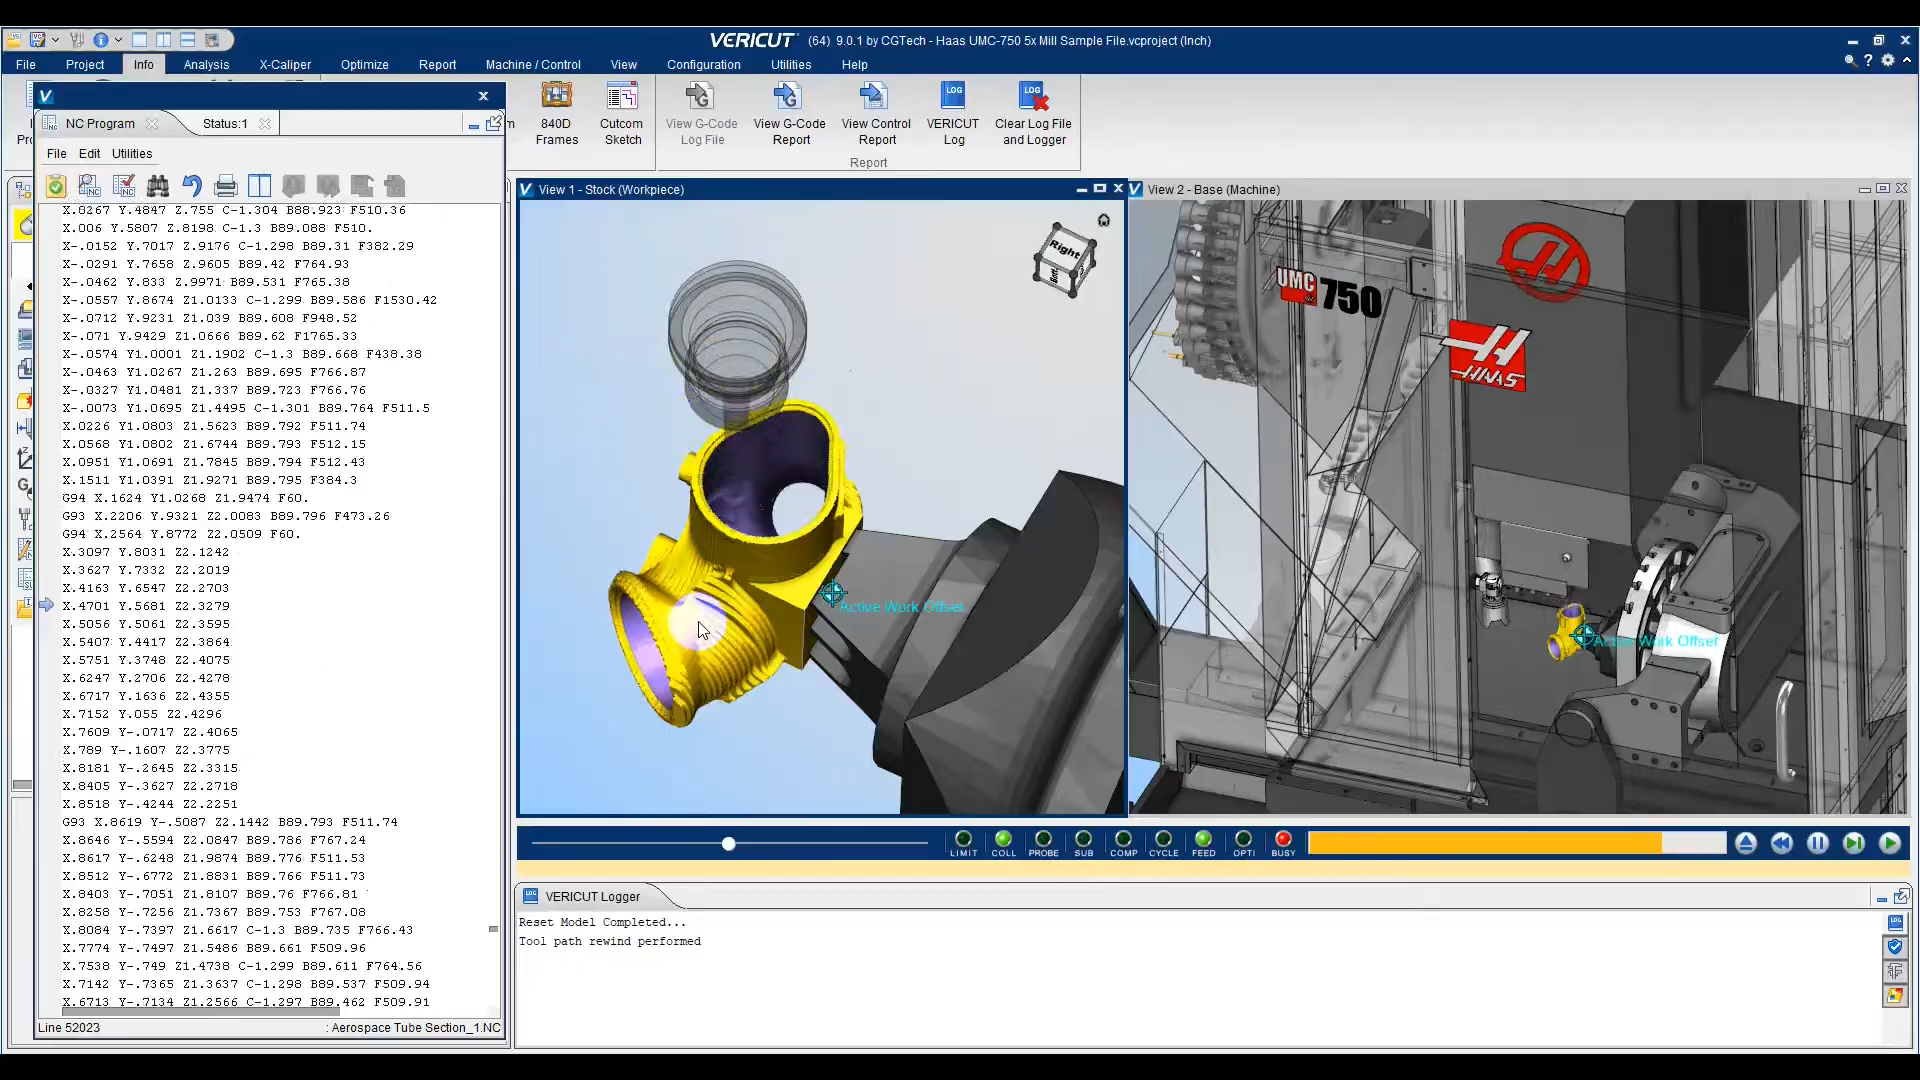 VERICUT (64) 9.0.1 by CGTech - Haas UMC-750 5x Mill Sample File.vcproject (Inch)
File Project Info Analysis X-Caliper Optimize Report Machine / Control View Configuration Utilities Help
840D Frames
Cutcom Sketch
View G-Code Log File
View G-Code Report
View Control Report
VERICUT Log
Clear Log File and Logger
Report
NC Program
Status:1
File Edit Utilities
X.0267 Y.4847 Z.755 C-1.304 B88.923 F510.36
X.006 Y.5807 Z.8198 C-1.3 B89.088 F510.
X-.0152 Y.7017 Z.9176 C-1.298 B89.31 F382.29
X-.0291 Y.7658 Z.9605 B89.42 F764.93
X-.0462 Y.833 Z.9971 B89.531 F765.38
X-.0557 Y.8674 Z1.0133 C-1.299 B89.586 F1530.42
X-.0712 Y.9231 Z1.039 B89.608 F948.52
X-.071 Y.9429 Z1.0666 B89.62 F1765.33
X-.0574 Y1.0001 Z1.1902 C-1.3 B89.668 F438.38
X-.0463 Y1.0267 Z1.263 B89.695 F766.87
X-.0327 Y1.0481 Z1.337 B89.723 F766.76
X-.0073 Y1.0695 Z1.4495 C-1.301 B89.764 F511.5
X.0226 Y1.0803 Z1.5623 B89.792 F511.74
X.0568 Y1.0802 Z1.6744 B89.793 F512.15
X.0951 Y1.0691 Z1.7845 B89.794 F512.43
X.1511 Y1.0391 Z1.9271 B89.795 F384.3
G94 X.1624 Y1.0268 Z1.9474 F60.
G93 X.2206 Y.9321 Z2.0083 B89.796 F473.26
G94 X.2564 Y.8772 Z2.0509 F60.
X.3097 Y.8031 Z2.1242
X.3627 Y.7332 Z2.2019
X.4163 Y.6547 Z2.2703
X.4701 Y.5681 Z2.3279
X.5056 Y.5061 Z2.3595
X.5407 Y.4417 Z2.3864
X.5751 Y.3748 Z2.4075
X.6247 Y.2706 Z2.4278
X.6717 Y.1636 Z2.4355
X.7152 Y.055 Z2.4296
X.7609 Y-.0717 Z2.4065
X.789 Y-.1607 Z2.3775
X.8181 Y-.2645 Z2.3315
X.8405 Y-.3627 Z2.2718
X.8518 Y-.4244 Z2.2251
G93 X.8619 Y-.5087 Z2.1442 B89.793 F511.74
X.8646 Y-.5594 Z2.0847 B89.786 F767.24
X.8617 Y-.6248 Z1.9874 B89.776 F511.53
X.8512 Y-.6772 Z1.8831 B89.766 F511.73
X.8403 Y-.7051 Z1.8107 B89.76 F766.81
X.8258 Y-.7256 Z1.7367 B89.753 F767.08
X.8084 Y-.7397 Z1.6617 C-1.3 B89.735 F766.43
X.7774 Y-.7497 Z1.5486 B89.661 F509.96
X.7538 Y-.749 Z1.4738 C-1.299 B89.611 F764.56
X.7142 Y-.7365 Z1.3637 C-1.298 B89.537 F509.94
X.6713 Y-.7134 Z1.2566 C-1.297 B89.462 F509.91
Line 52023 : Aerospace Tube Section_1.NC
View 1 - Stock (Workpiece)
Right
Active Work Offset
View 2 - Base (Machine)
UMC 750
HAAS
Active Work Offset
LIMIT COLL PROBE SUB COMP CYCLE FEED OPTI BUSY
VERICUT Logger
Reset Model Completed...
Tool path rewind performed